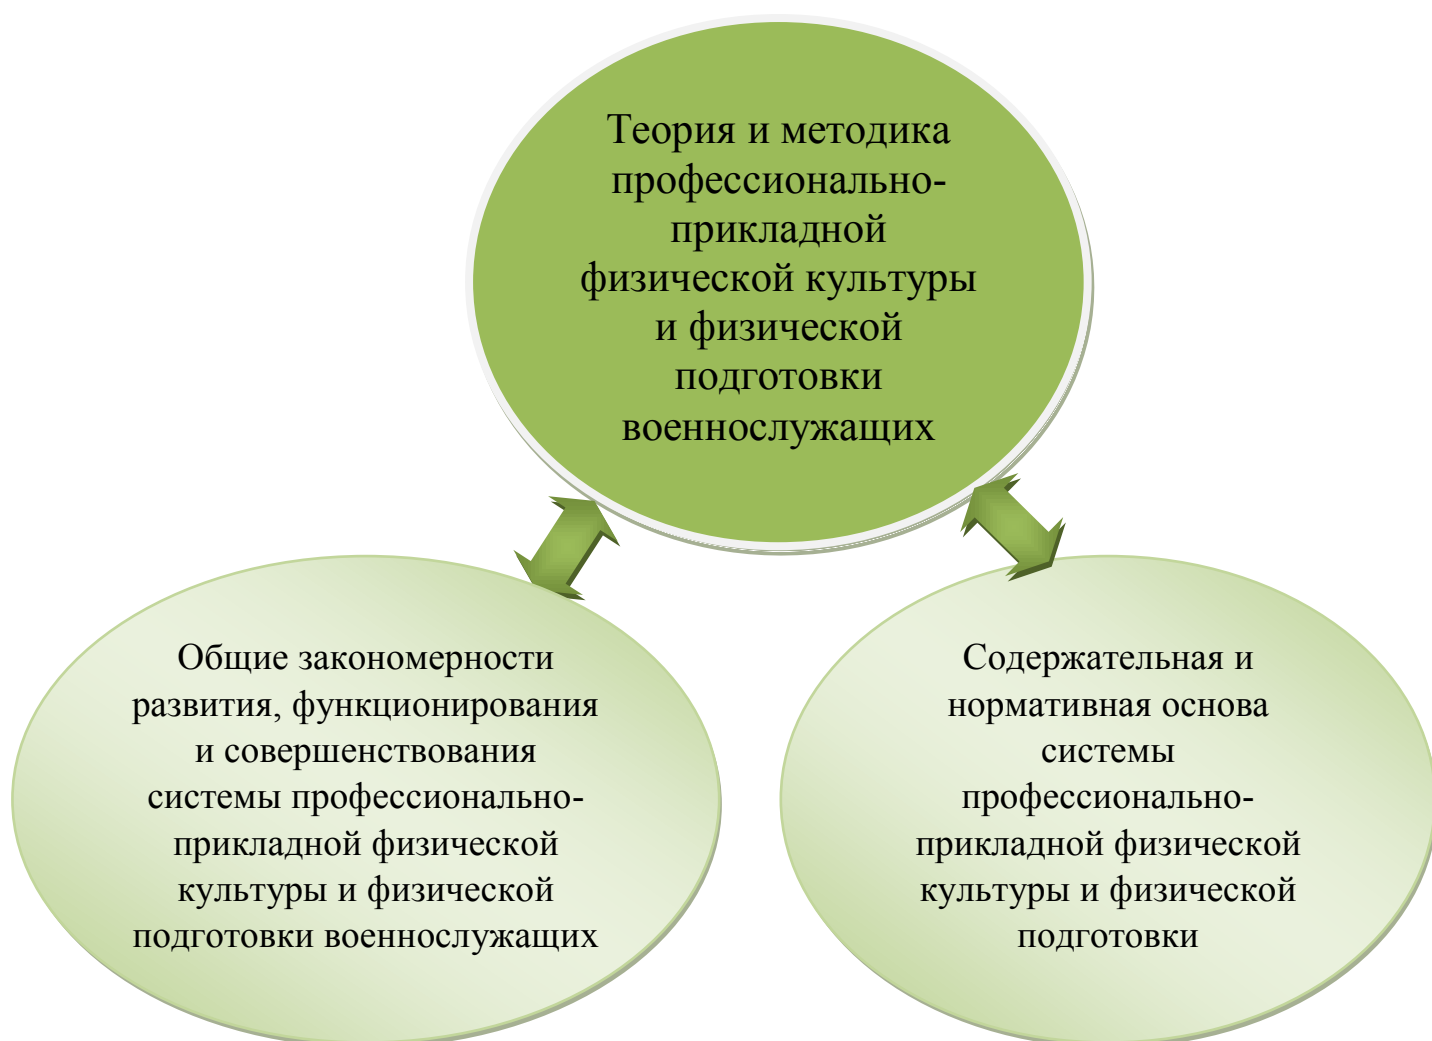 Теория и методика
профессионально-
прикладной
физической культуры
и физической
подготовки
военнослужащих
Общие закономерности
развития, функционирования
и совершенствования
системы профессионально-
прикладной физической
культуры и физической
подготовки военнослужащих
Содержательная и
нормативная основа
системы
профессионально-
прикладной физической
культуры и физической
подготовки